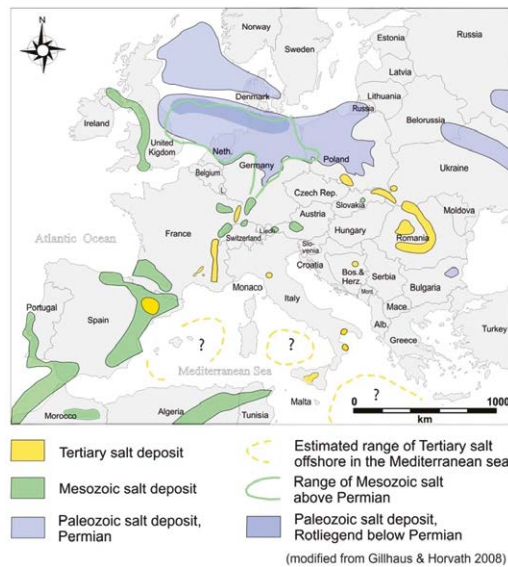 N
Norway
Sweden
Estonia
Russia
Latvia
Denmark
Lithuania
Russia
Ireland
United
Kingdom
Neth.
Belorussia
Belgium
Germany
Poland
L.
Ukraine
Czech Rep.
Slovakia
Moldova
France
Austria
Liech.
Switzerland
Hungary
Romania
Atlantic Ocean
Slo-
venia
Croatia
Bos.&
Herz.
Serbia
Mont.
Bulgaria
Monaco
Italy
Mace.
Alb.
Portugal
Spain
?
?
Greece
Turkey
Mediterranean Sea
Malta
?
Morocco
Algeria
Tunisia
0 1000
km
Tertiary salt deposit
Mesozoic salt deposit
Paleozoic salt deposit,
Permian
Estimated range of Tertiary salt
offshore in the Mediterranean sea
Range of Mesozoic salt
above Permian
Paleozoic salt deposit,
Rotliegend below Permian
(modified from Gillhaus & Horvath 2008)